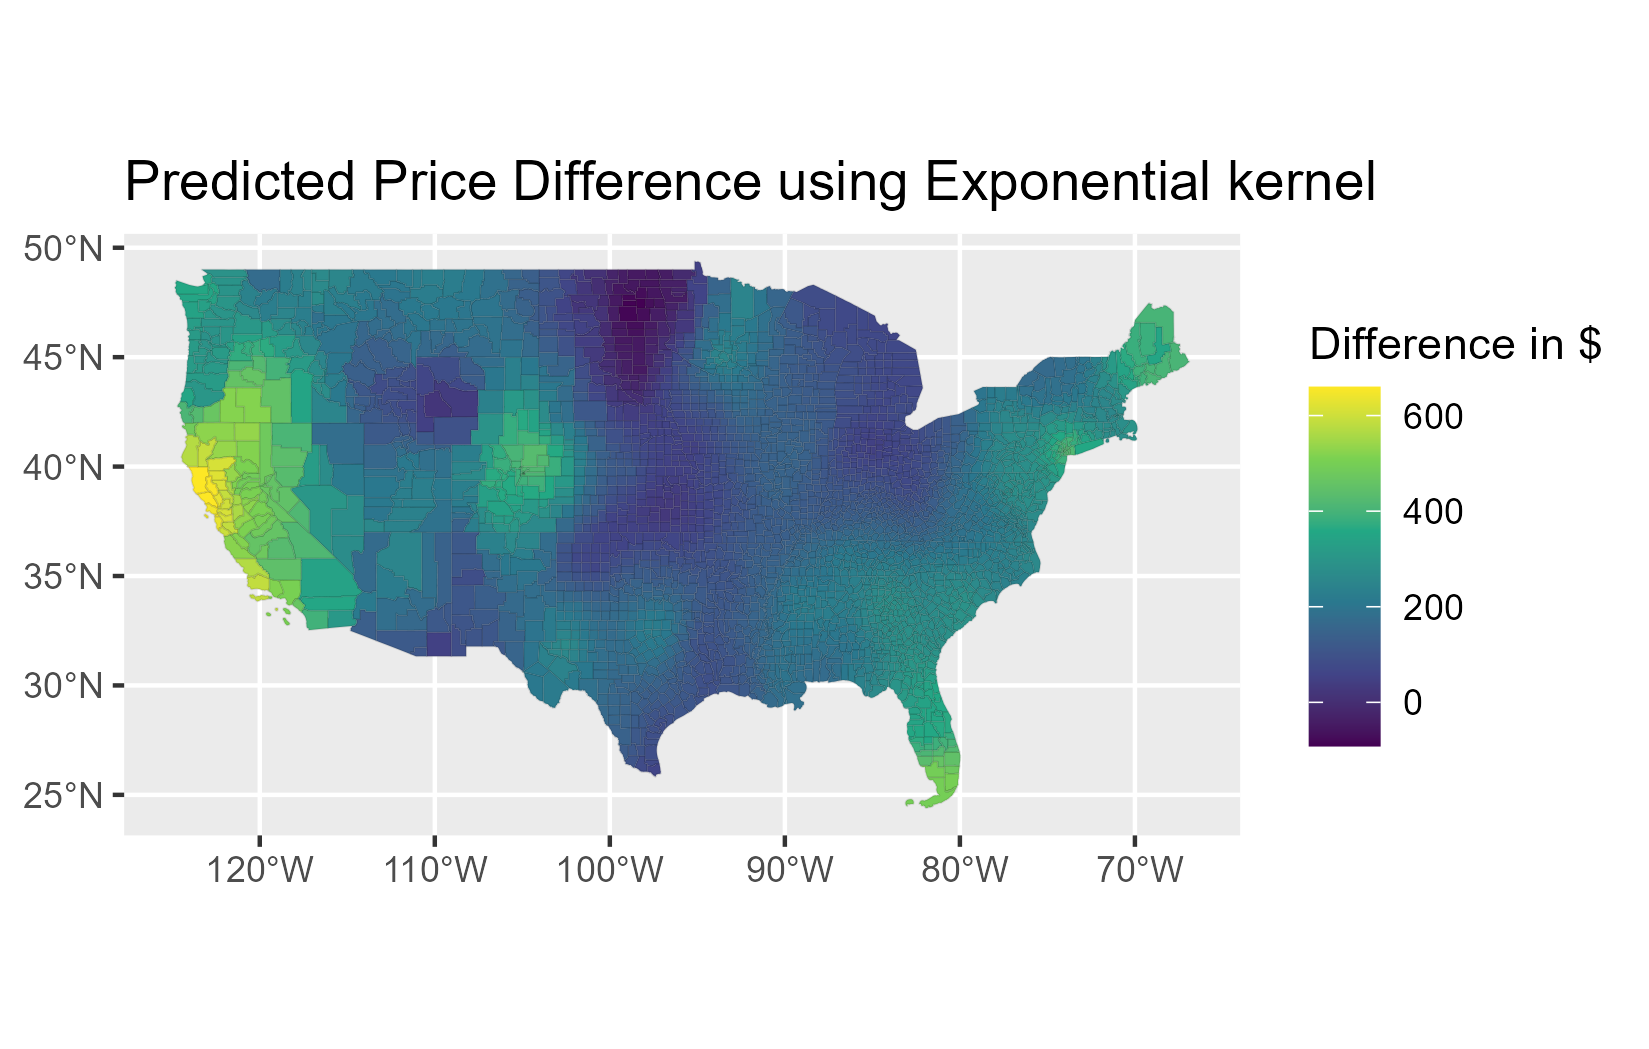 Predicted Price Difference using Exponential kernel
50°N
45°N
40°N
35°N
30°N
25°N
120°W 110°W 100°W 90°W 80°W 70°W
Difference in $
600
400
200
0